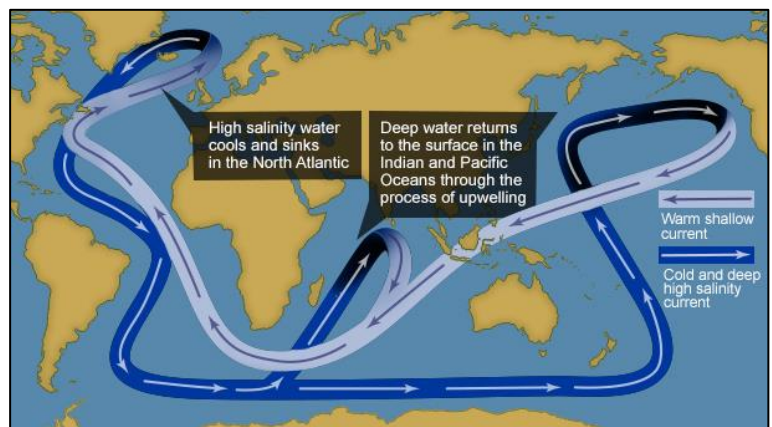 High salinity water
cools and sinks
in the North Atlantic
Deep water returns
to the surface in the
Indian and Pacific
Oceans through the
process of upwelling
Warm shallow
current
Cold and deep
high salinity
current